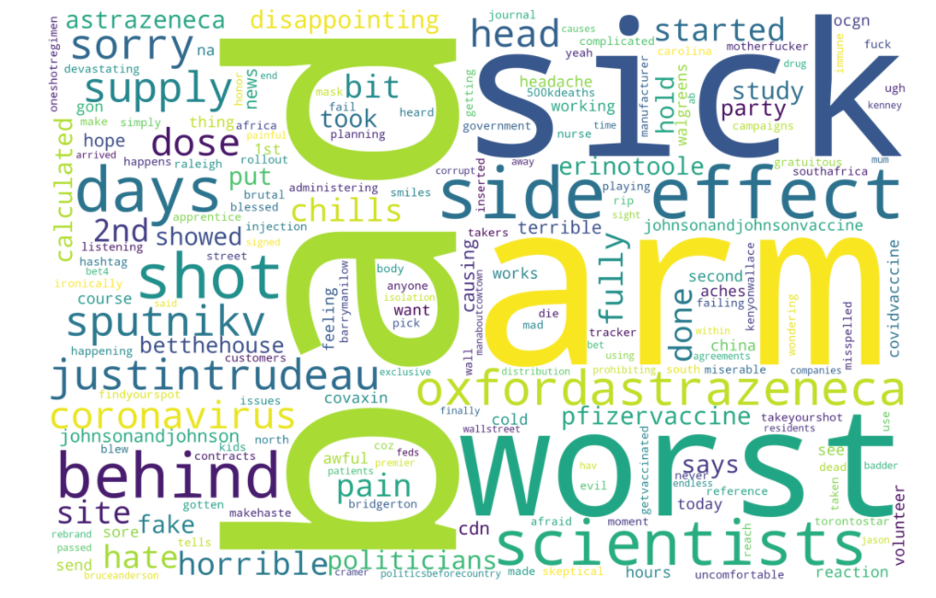 astrazeneca
disappointing
oneshotregimen
sorry
na
devastating
supply
gon
make
simply
thing
africa
honor
end
news
hope
dose
painful
1st
arrived
happens
raleigh
rollout
calculated
days
put
brutal
blessed
apprentice
injection
2nd
showed
signed
listening
hashtag
street
bet4
ironically
shot
course
said
sputnikv
happening
betthehouse
customers
justintrudeau
findyourspot
issues
coronavirus
johnsonandjohnson
kids
blew
north
contracts
behind
gotten
site
makehaste
fake
rebrand
sore
passed
tells
send
hate
bruceanderson
horrible
bad
mask
bit
fail
heard
took
planning
administering
smiles
chills
feeling
barrymanilow
body
anyone
isolation
want
pick
exclusive
covaxin
awful
coz
feds
premier
patients
pain
bridgerton
politicians
cramer
politicsbeforecountry
head
journal
causes
yeah
complicated
started
ocgn
motherfucker
carolina
immune
fuck
drug
ugh
kenney
sick
getting
headache
500kdeaths
working
government
nurse
time
manufacturer
hold
walgreens
ab
study
party
campaigns
corrupt
away
inserted
erinotoole
gratuitous
southafrica
mum
side effect
playing
rip
sight
takers
terrible
johnsonandjohnsonvaccine
causing
manaboutcowtown
wall
works
fully
second
aches
failing
kenyonwallace
covidvaccine
arm
die
mad
tracker
bet
using
done
china
within
wondering
misspelled
agreements
distribution
prohibiting
south
miserable
companies
oxfordastrazeneca
finally
wallstreet
cold
pfizervaccine
takeyourshot
residents
use
worst
hav
evil
getvaccinated
says
never
endless
reference
today
see
dead
badder
taken
cdn
afraid
moment
torontostar
volunteer
scientists
reach
jason
made
skeptical
hours
uncomfortable
reaction